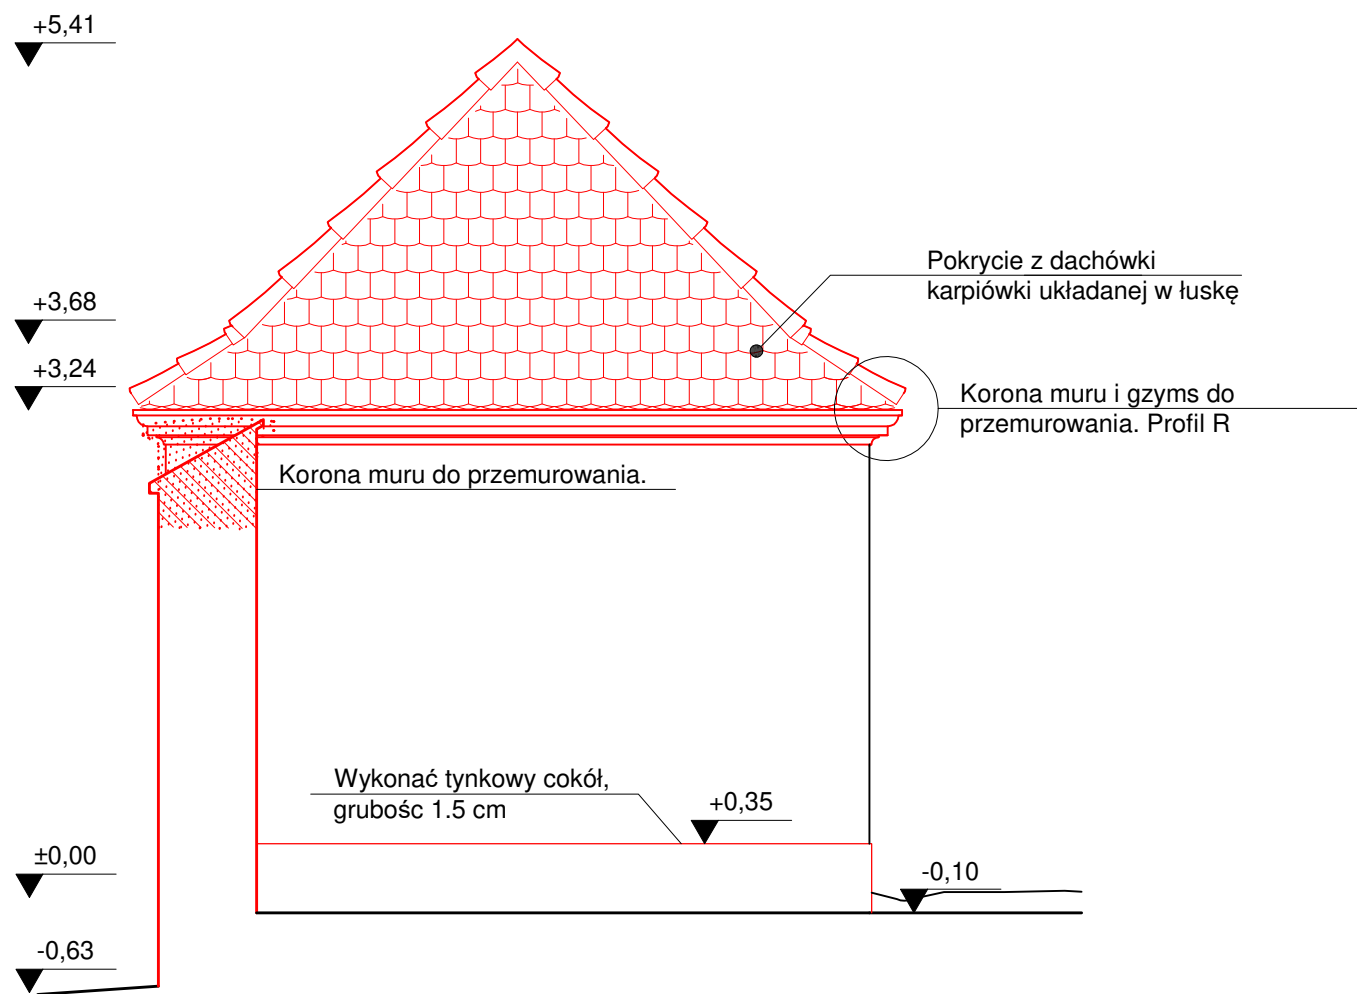 +5,41
Pokrycie z dachówki
karpiówki układanej w łuskę
+3,68
+3,24
Korona muru i gzyms do
przemurowania. Profil R
Korona muru do przemurowania.
Wykonać tynkowy cokół,
grubośc 1.5 cm
+0,35
±0,00
-0,10
-0,63